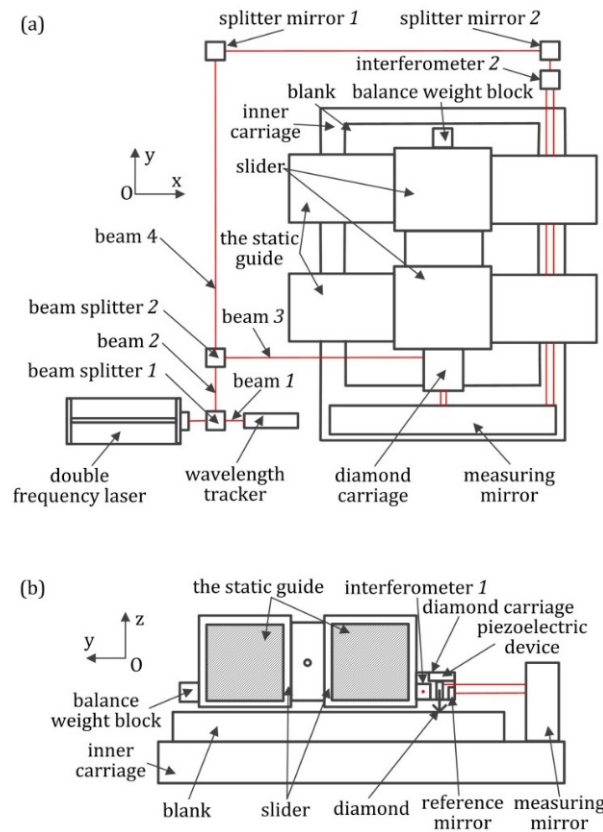 (a)
splitter mirror 1
splitter mirror 2
interferometer 2
blank
balance weight block
inner
carriage
y
O
x
slider
beam 4
the static
guide
beam splitter 2
beam 3
beam 2
beam splitter 1
beam 1
double
frequency laser
wavelength
tracker
diamond
carriage
measuring
mirror
(b)
the static guide
interferometer 1
diamond carriage
piezoelectric
device
z
y
O
balance
weight block
inner
carriage
blank
slider
diamond
reference
mirror
measuring
mirror